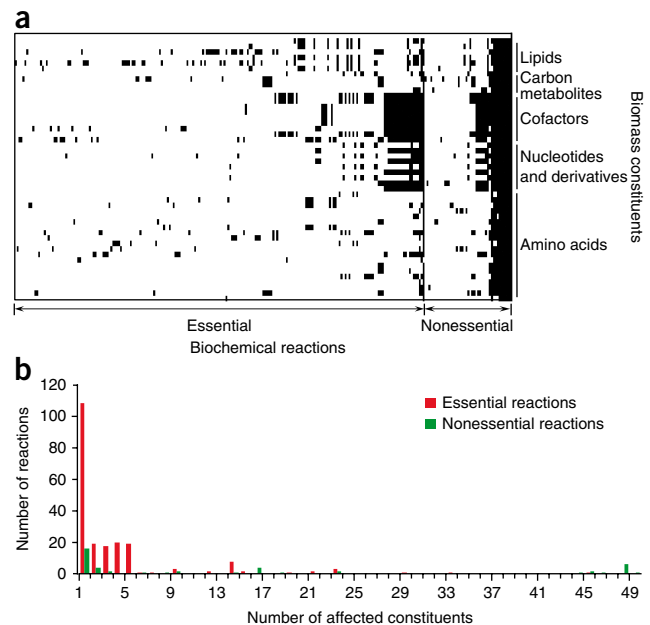 a
Lipids
Carbon
metabolites
Cofactors
Nucleotides
and derivatives
Amino acids
Biomass constituents
Essential
Nonessential
Biochemical reactions
b
120
100
80
60
40
20
0
Number of reactions
Essential reactions
Nonessential reactions
1 5 9 13 17 21 25 29 33 37 41 45 49
Number of affected constituents